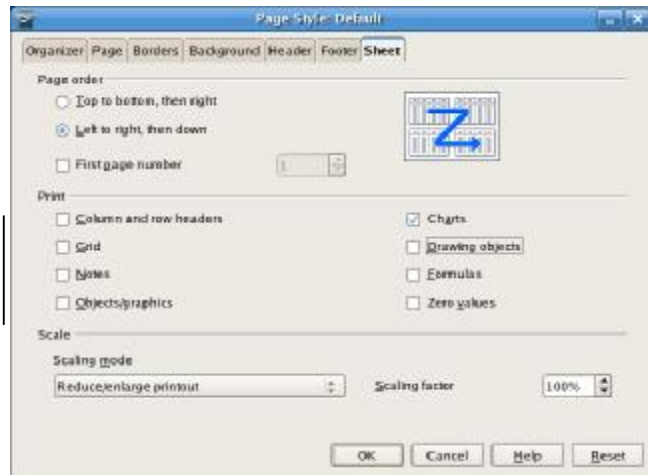 Page Style: Default
Organizer Page Borders Background Header Footer Sheet
Page order
Top to bottom, then right
Left to right, then down
First page number 1
Print
Column and row headers Charts
Grid Drawing objects
Notes Formulas
Objects/graphics Zero values
Scale
Scaling mode
Reduce/enlarge printout Scaling factor 100%
OK Cancel Help Reset